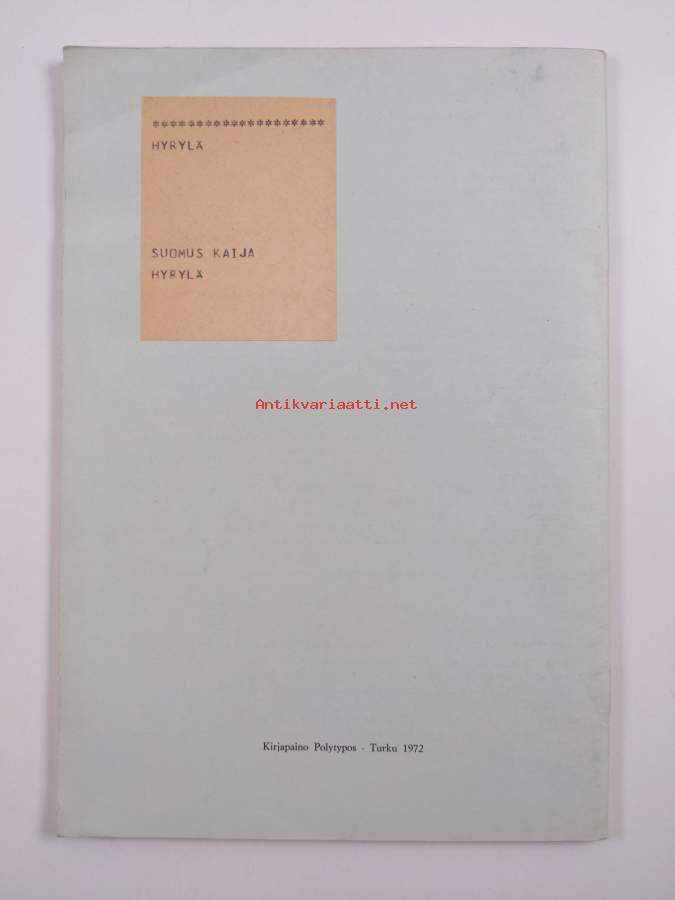 ********************
HYRYLÄ
SUOMUS KAIJA
HYRYLÄ
Antikvariaatti.net
Kirjapaino Polytypos · Turku 1972